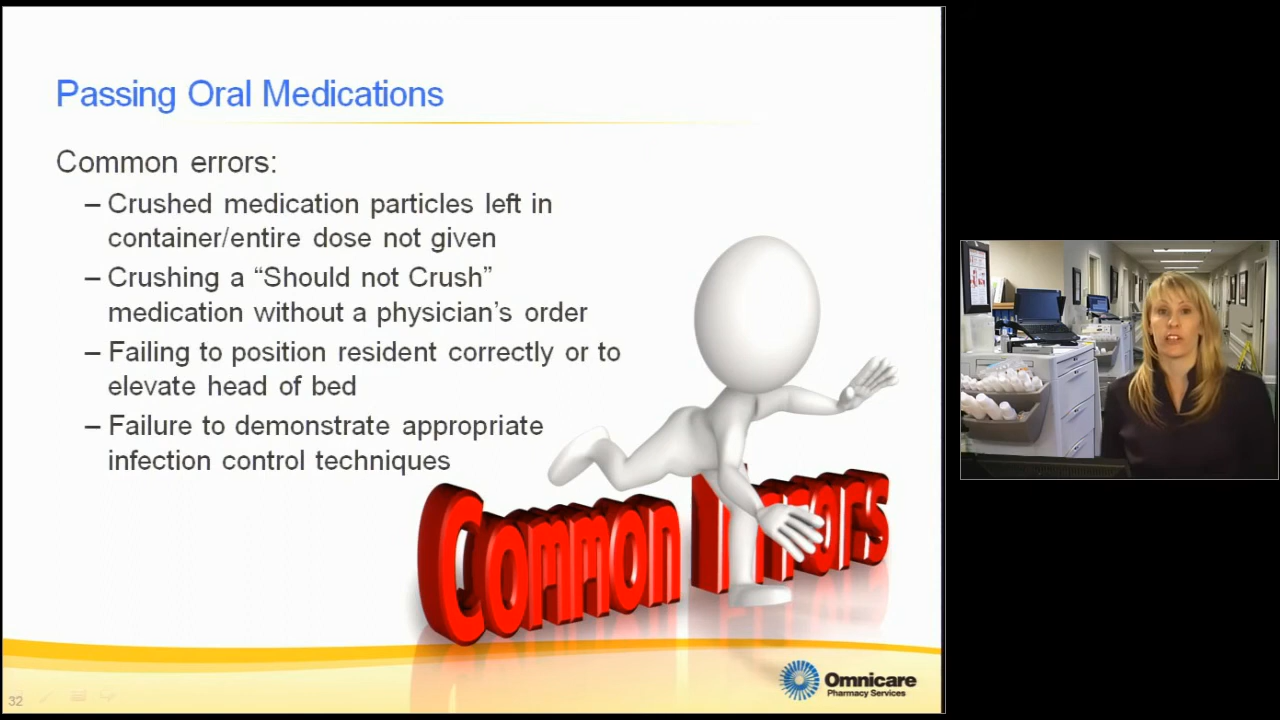 Passing Oral Medications
Common errors:
– Crushed medication particles left in
container/entire dose not given
– Crushing a “Should not Crush”
medication without a physician’s order
– Failing to position resident correctly or to
elevate head of bed
– Failure to demonstrate appropriate
infection control techniques
Common Errors
Omnicare
Pharmacy Services
32